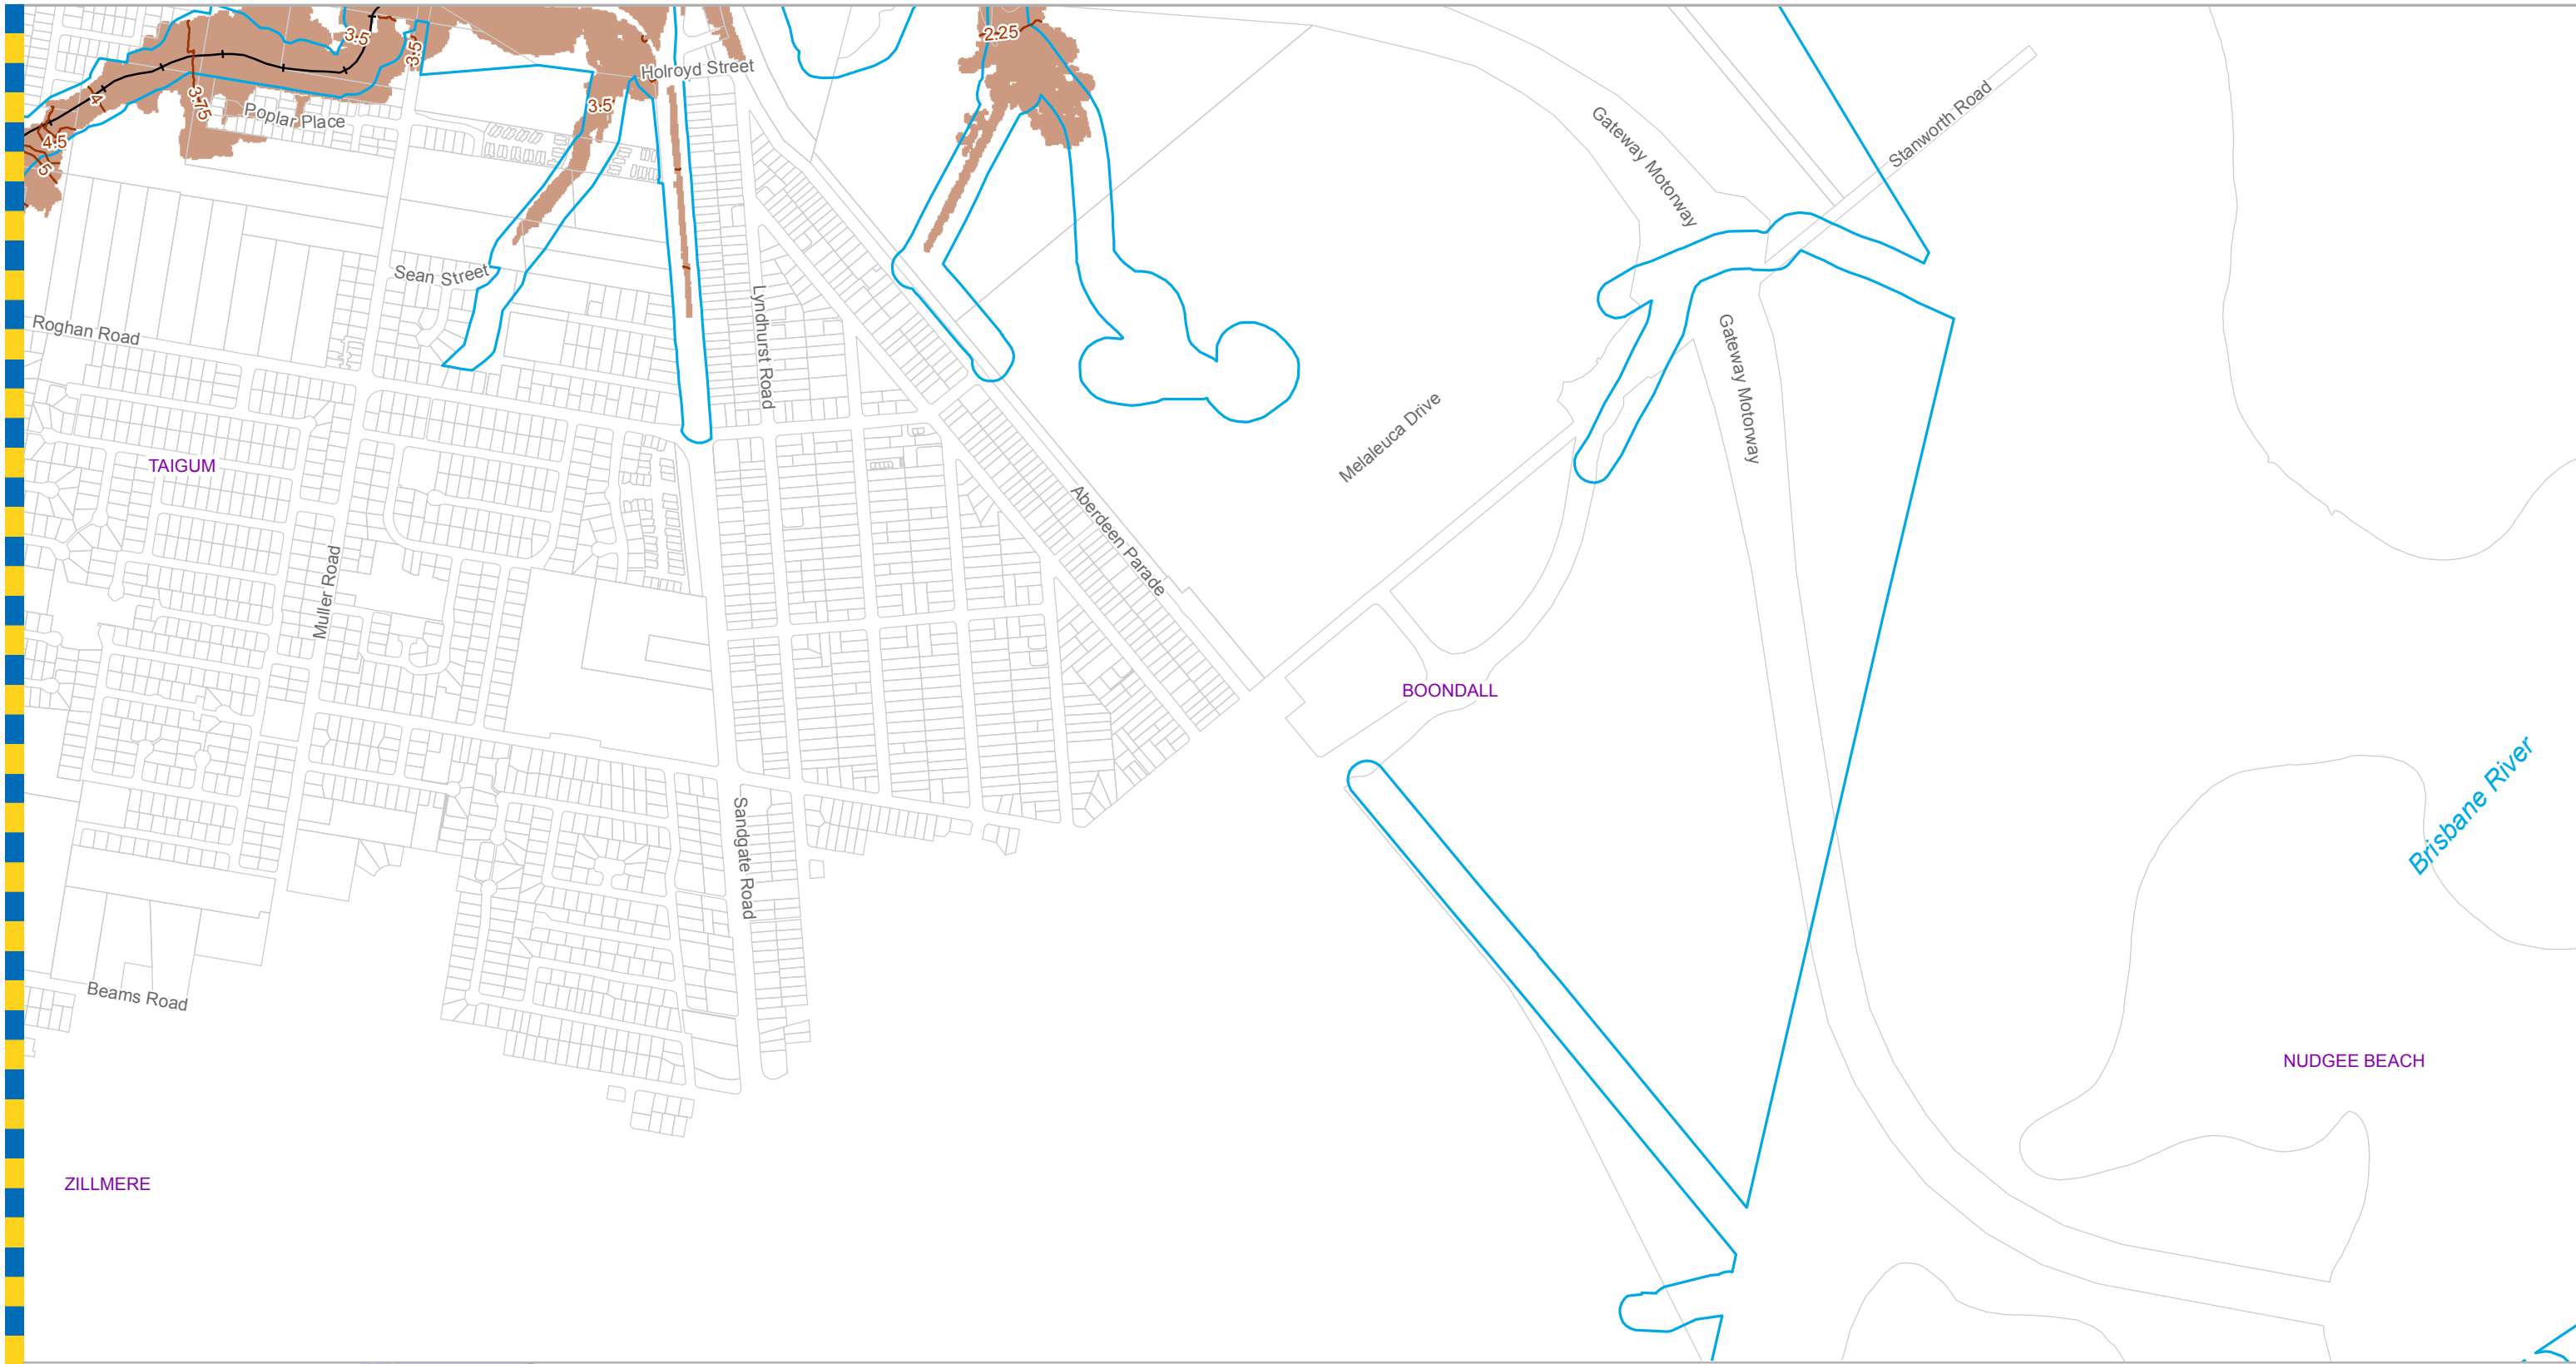 2.25
3.5
3.5
Holroyd Street
4
3.75
3.5
Poplar Place
4.5
5
Gateway Motorway
Stanworth Road
Sean Street
Roghan Road
Lyndhurst Road
Gateway Motorway
Melaleuca Drive
TAIGUM
Aberdeen Parade
Muller Road
BOONDALL
Brisbane River
Sandgate Road
Beams Road
NUDGEE BEACH
ZILLMERE